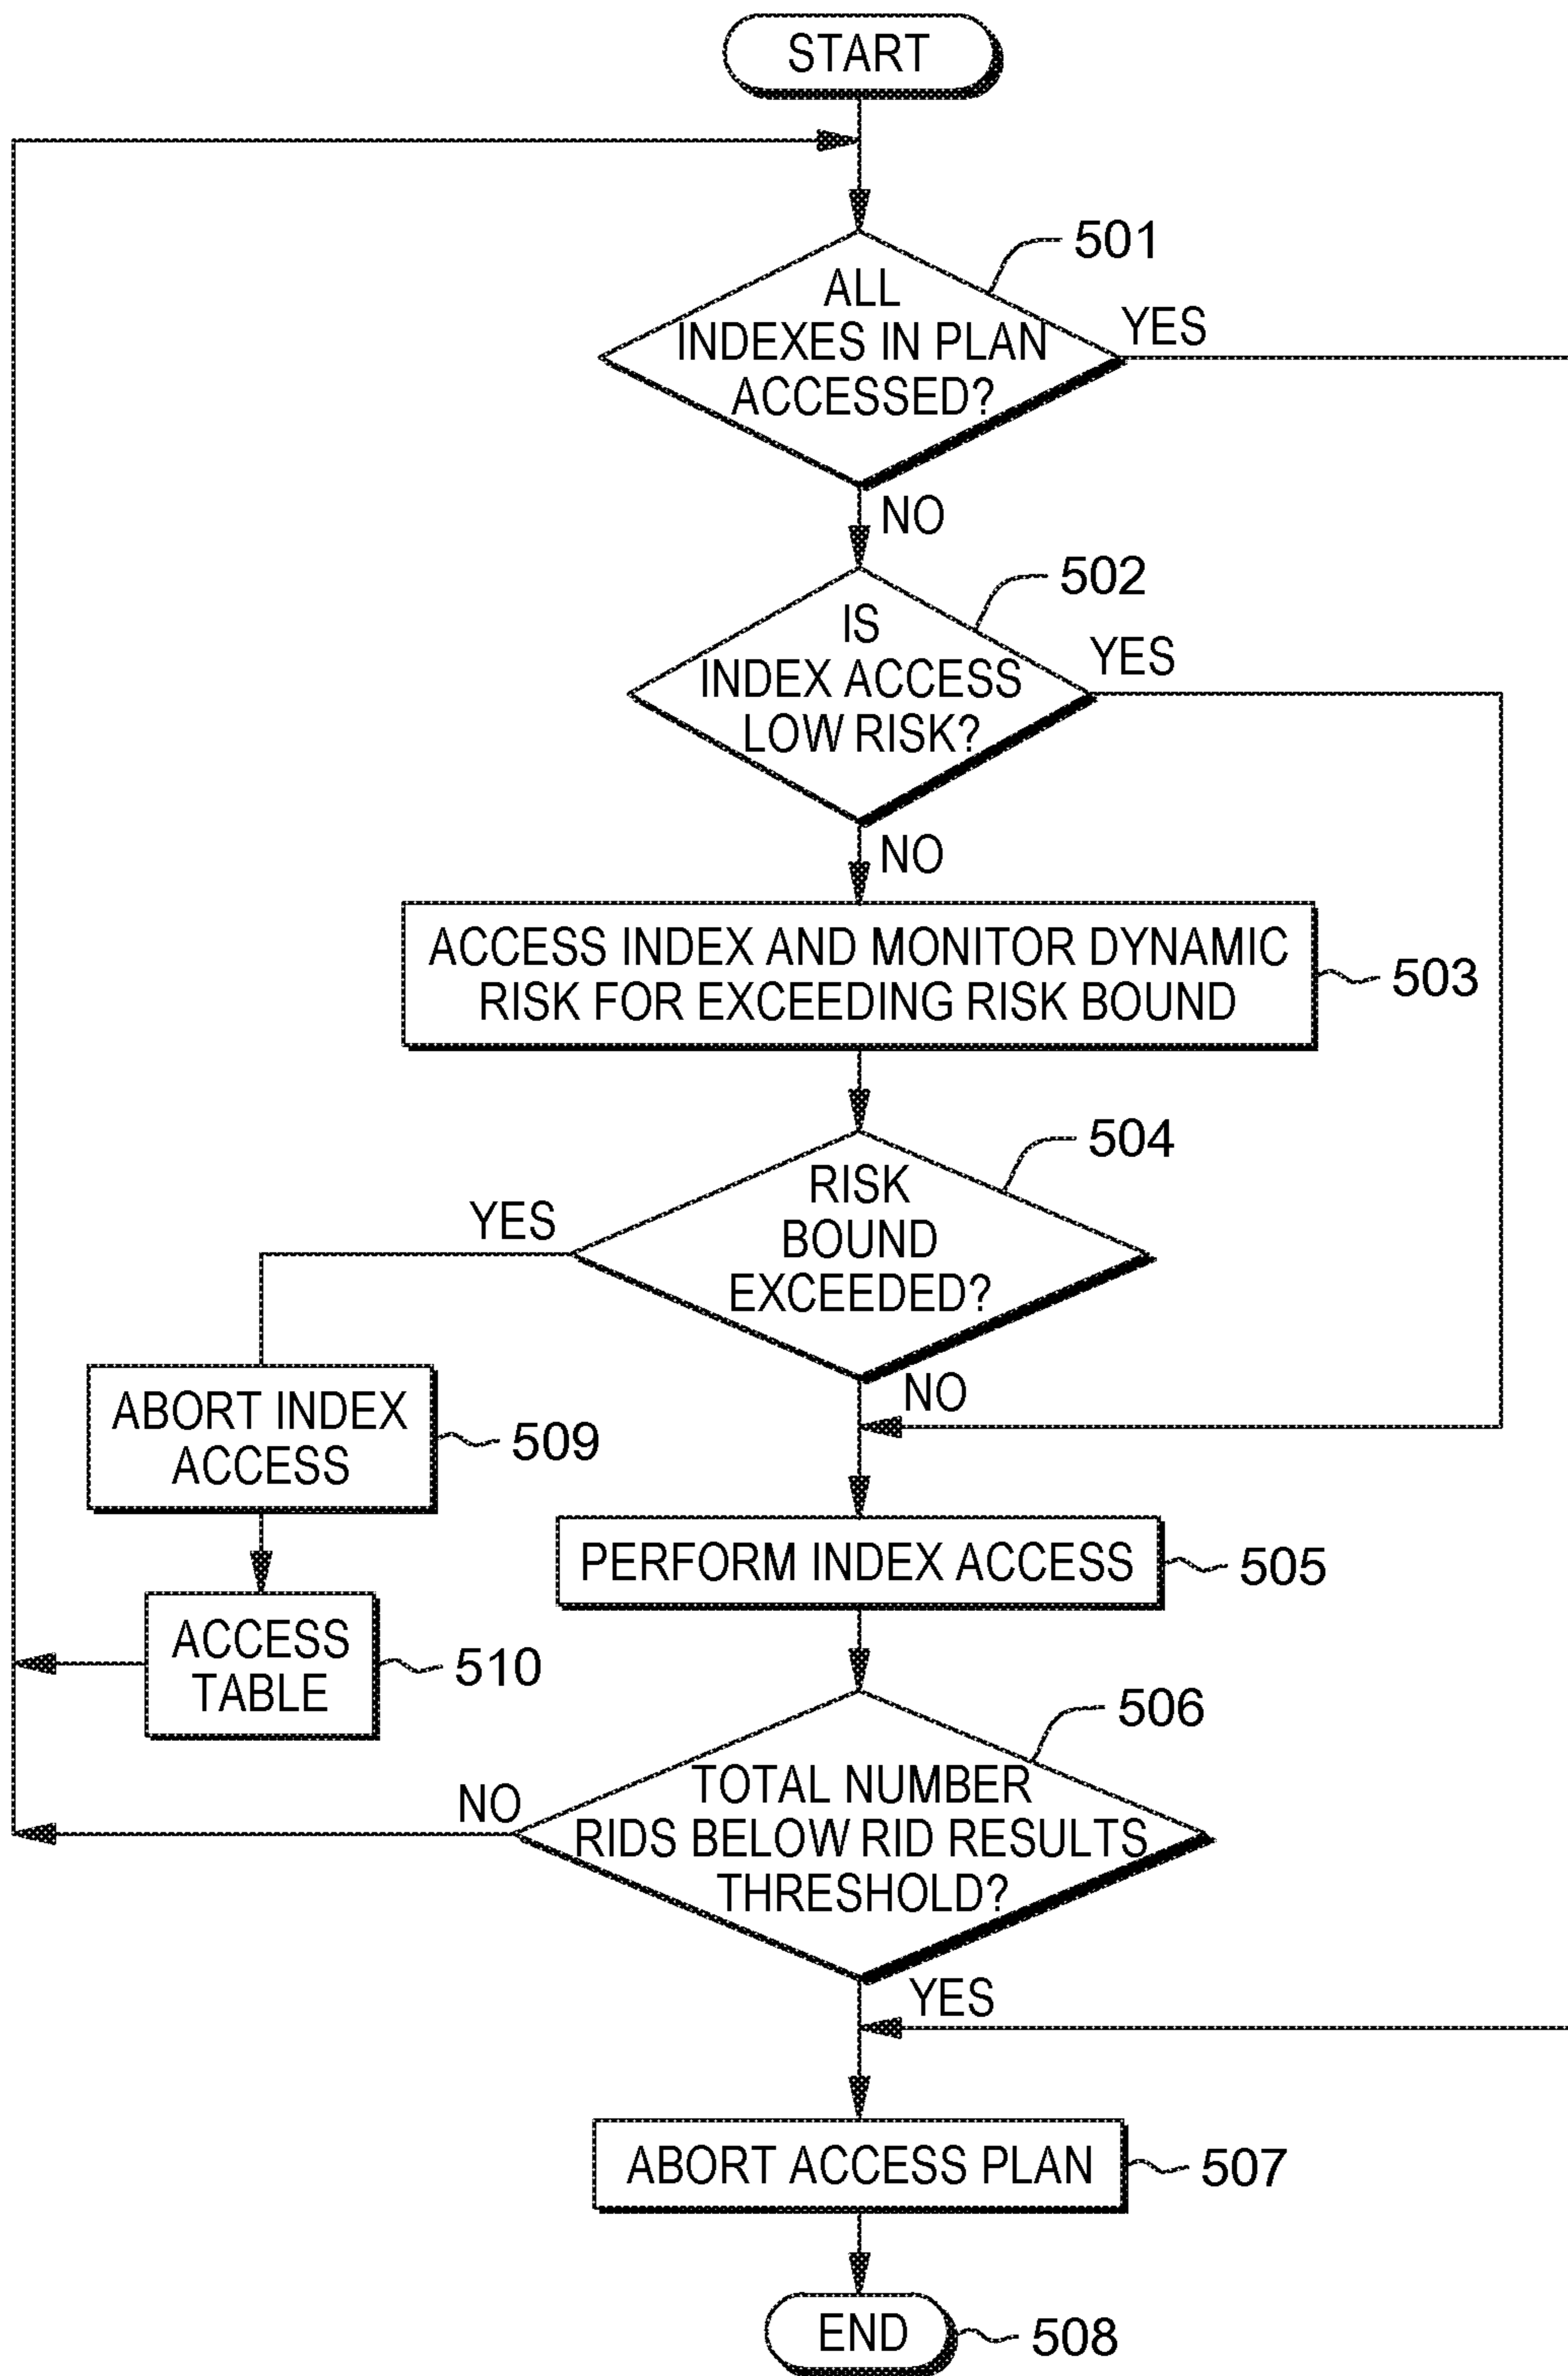 START
501
ALL
INDEXES IN PLAN
ACCESSED?
YES
NO
502
IS
INDEX ACCESS
LOW RISK?
YES
NO
ACCESS INDEX AND MONITOR DYNAMIC
RISK FOR EXCEEDING RISK BOUND
503
504
RISK
BOUND
EXCEEDED?
YES
NO
ABORT INDEX
ACCESS
509
PERFORM INDEX ACCESS
505
ACCESS
TABLE
510
506
TOTAL NUMBER
RIDS BELOW RID RESULTS
THRESHOLD?
NO
YES
ABORT ACCESS PLAN
507
END
508